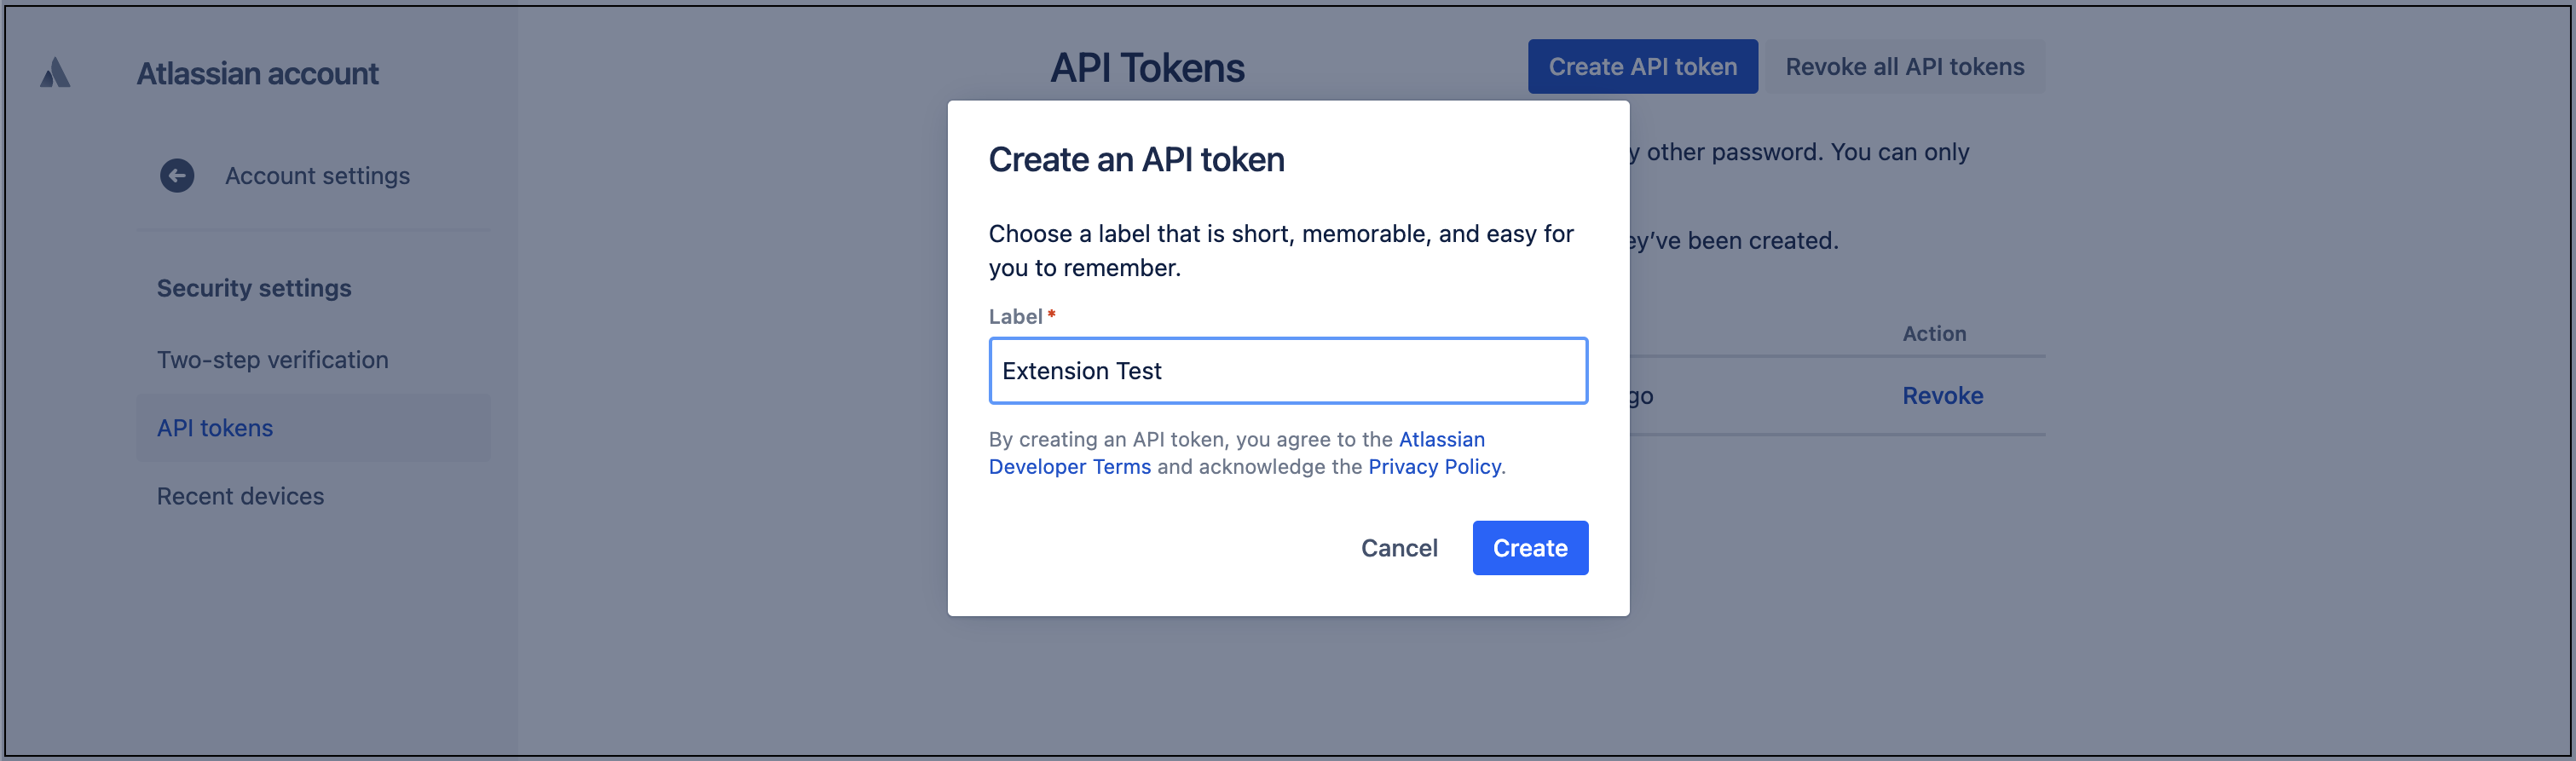 Atlassian account
Account settings
Security settings
Two-step verification
API tokens
Recent devices
API Tokens
Create API token
Revoke all API tokens
other password. You can only
been created.
Action
Revoke
Create an API token
Choose a label that is short, memorable, and easy for
you to remember.
Label *
Extension Test
By creating an API token, you agree to the Atlassian
Developer Terms and acknowledge the Privacy Policy.
Cancel
Create